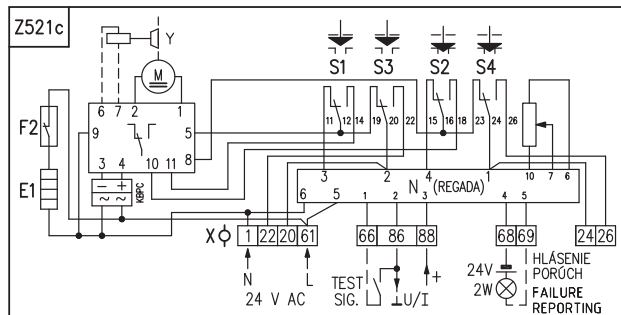 Z521c
Y
S1 S3 S2 S4
M
6 7 2 1
F2
9 5
11 12 14 19 20 22 15 16 18 23 24 26
8
3 4 10 11
10 7 6
E1
− +
~ ~
KBPC
3 2 4 1
N (REGADA)
6 5 1 2 3 4 5
X 1 22 20 61 66 86 88 68 69 24 26
N L
24 V AC
TEST
SIG.
U/I
+
24V
2W
HLÁSENIE
PORÚCH
FAILURE
REPORTING